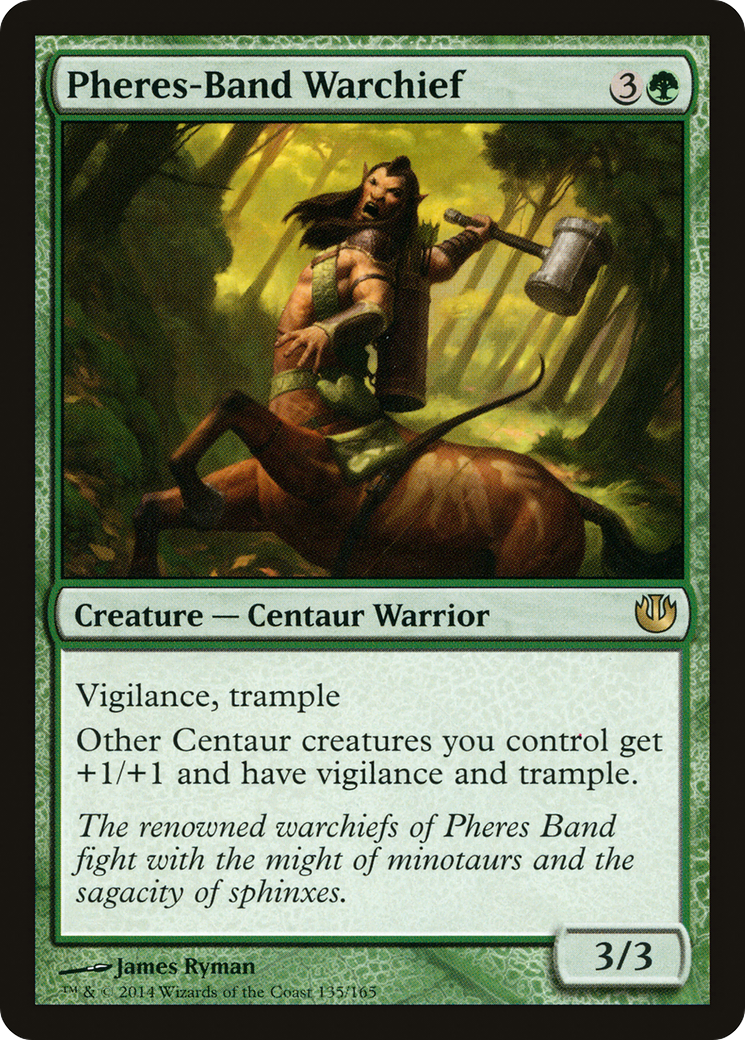 Pheres-Band Warchief 3
Creature — Centaur Warrior
Vigilance, trample
Other Centaur creatures you control get
+1/+1 and have vigilance and trample.
The renowned warchiefs of Pheres Band
fight with the might of minotaurs and the
sagacity of sphinxes.
3/3
James Ryman
™ & © 2014 Wizards of the Coast 135/165